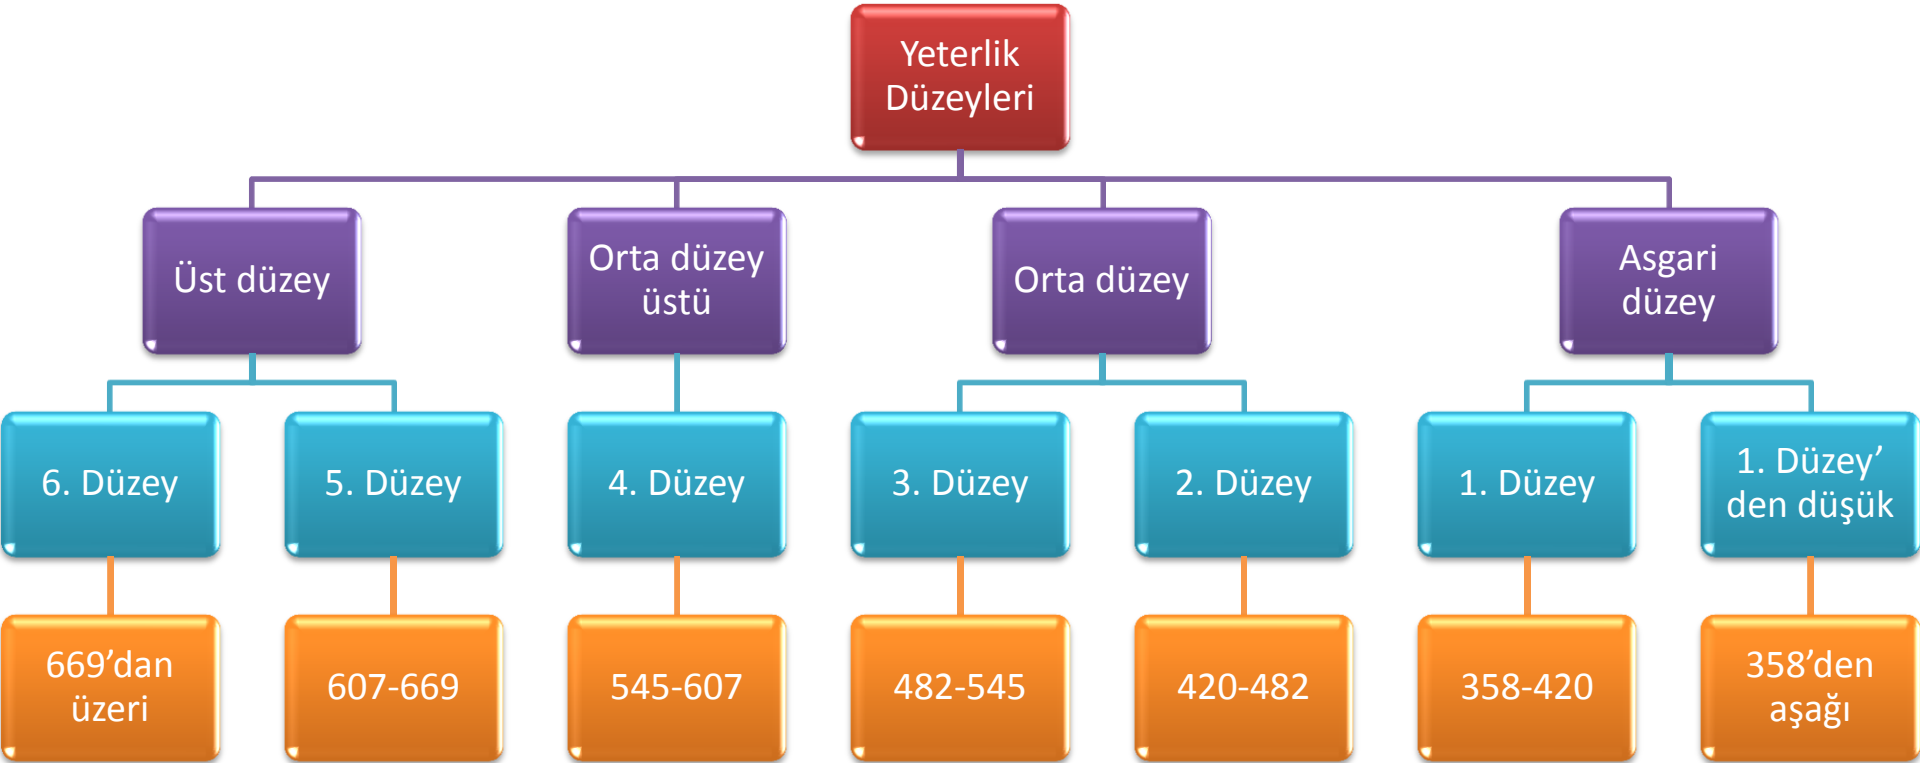 Yeterlik
Düzeyleri
Üst düzey
Orta düzey
üstü
Orta düzey
Asgari
düzey
6. Düzey
5. Düzey
4. Düzey
3. Düzey
2. Düzey
1. Düzey
1. Düzey’
den düşük
669’dan
üzeri
607-669
545-607
482-545
420-482
358-420
358’den
aşağı